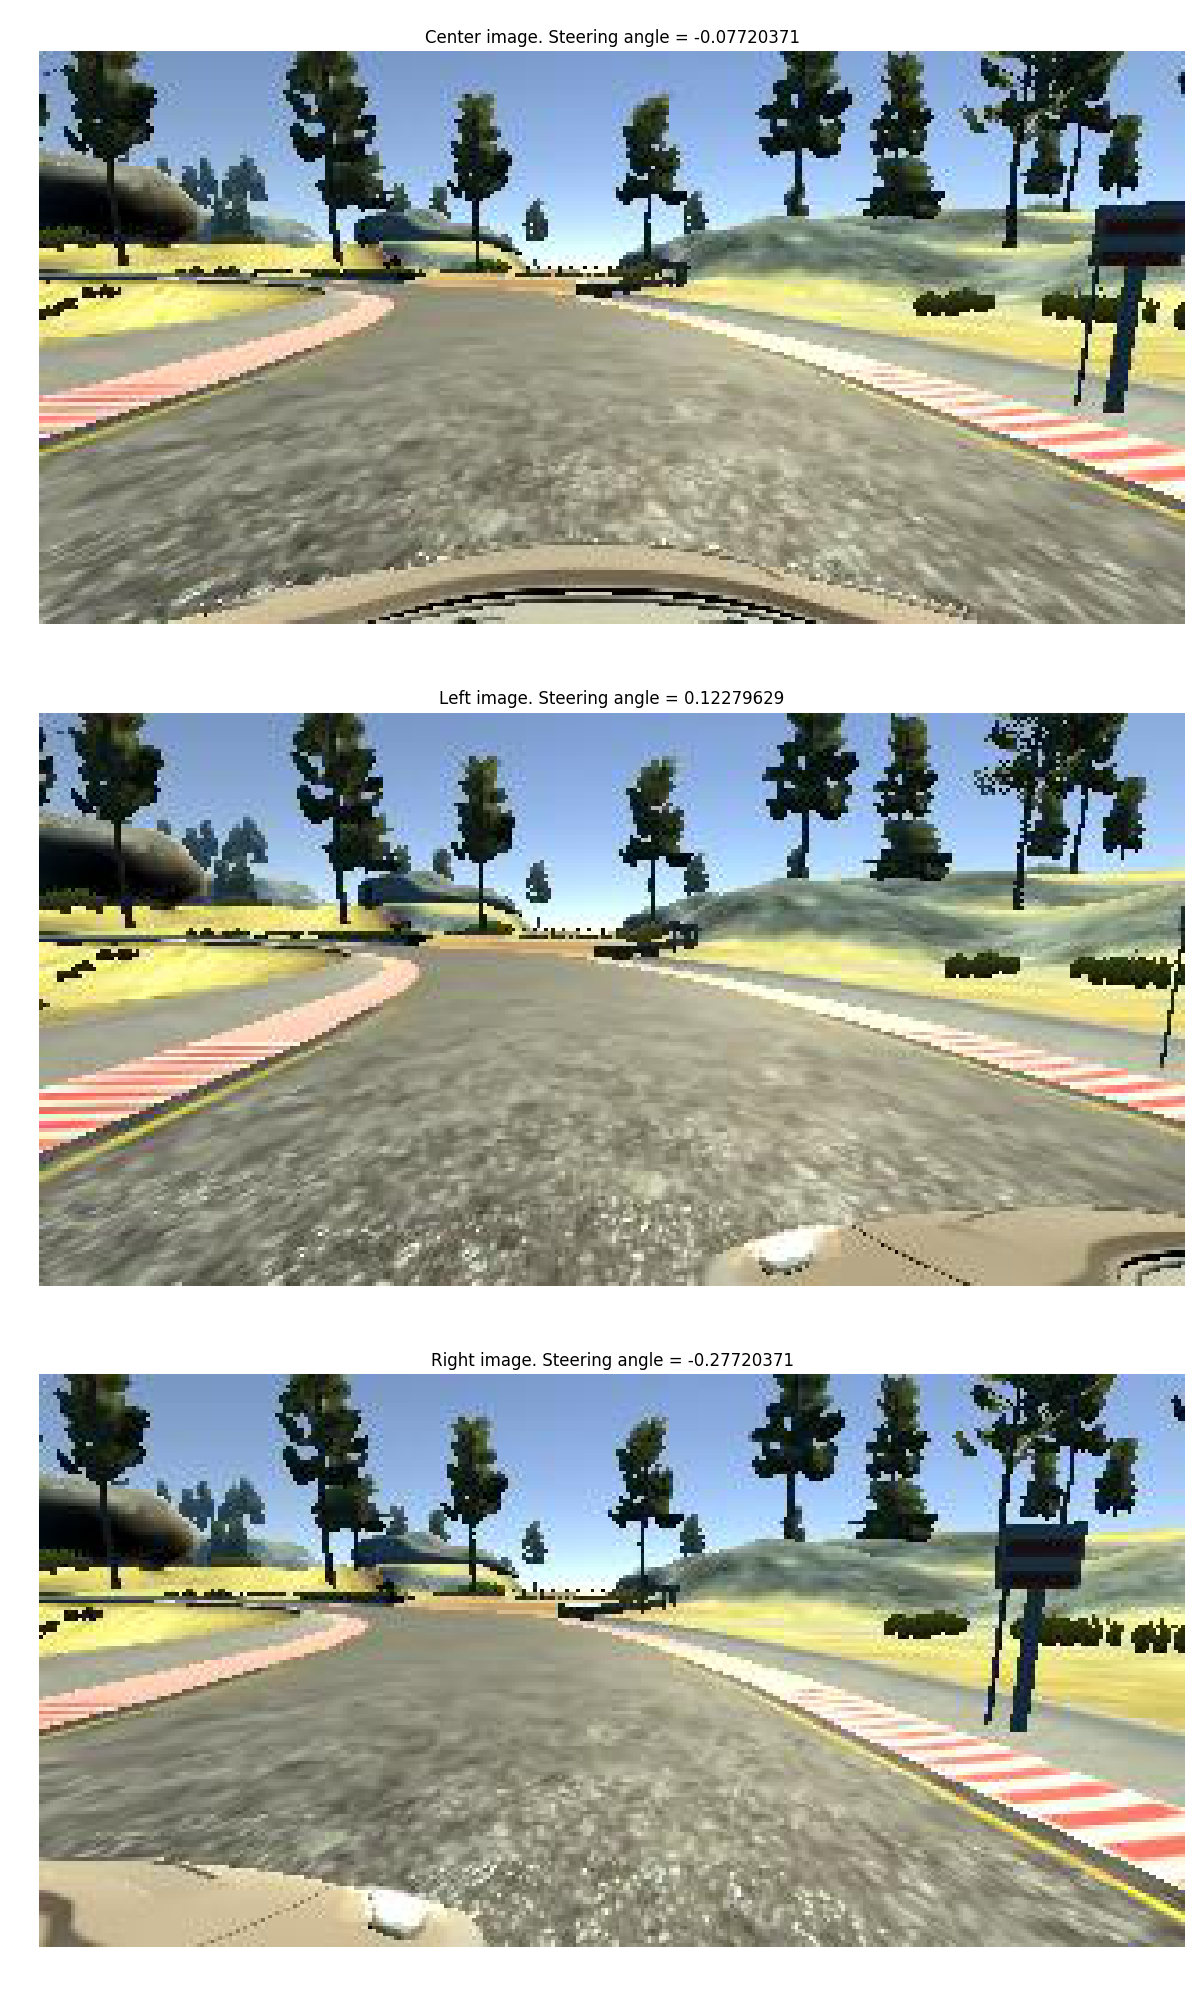 Center image. Steering angle = -0.07720371
Left image. Steering angle = 0.12279629
Right image. Steering angle = -0.27720371